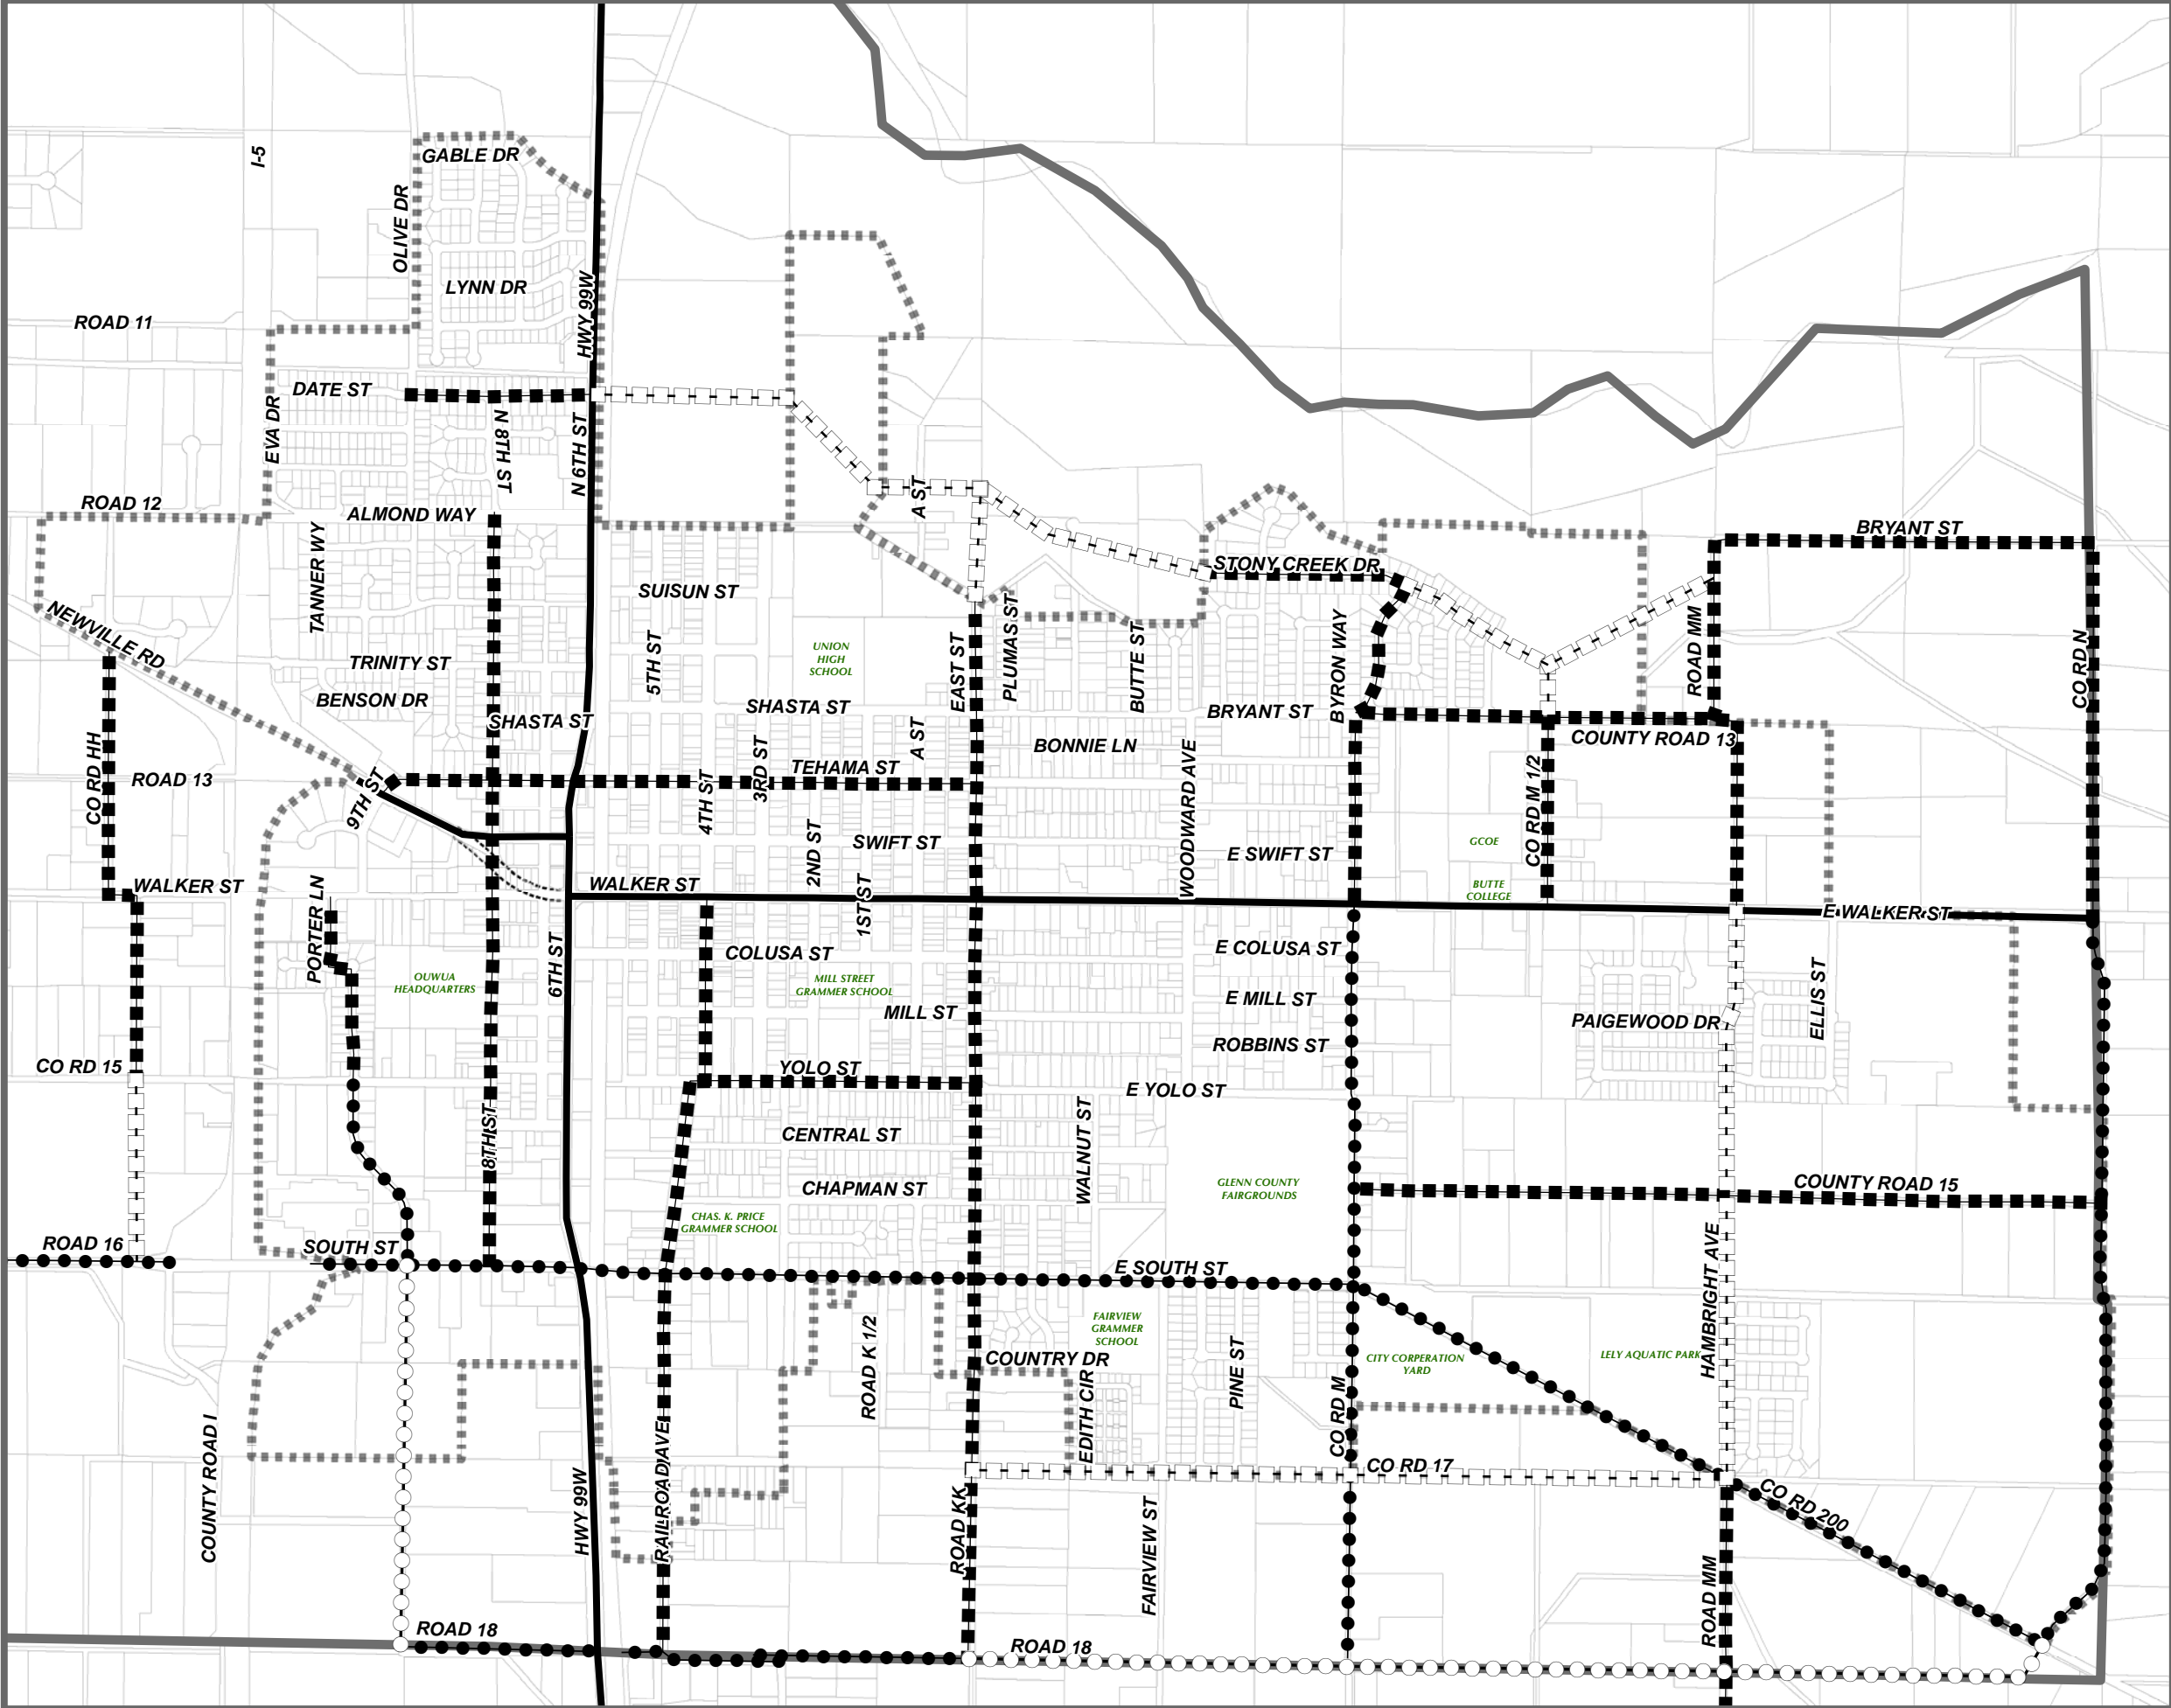 I-5
GABLE DR
OLIVE DR
LYNN DR
HWY 99W
ROAD 11
DATE ST
EVA DR
N 8TH ST
N 6TH ST
A ST
ROAD 12
ALMOND WAY
TANNER WY
BRYANT ST
STONY CREEK DR
SUISUN ST
NEWVILLE RD
5TH ST
UNION
HIGH
SCHOOL
EAST ST
PLUMAS ST
BUTTE ST
BYRON WAY
ROAD MM
CO RD N
TRINITY ST
BENSON DR
SHASTA ST
SHASTA ST
A ST
BRYANT ST
BONNIE LN
COUNTY ROAD 13
CO RD HH
ROAD 13
9TH ST
4TH ST
3RD ST
TEHAMA ST
WOODWARD AVE
CO RD M 1/2
2ND ST
SWIFT ST
E SWIFT ST
GCOE
WALKER ST
WALKER ST
1ST ST
BUTTE
COLLEGE
E WALKER ST
PORTER LN
6TH ST
COLUSA ST
E COLUSA ST
OUWUA
HEADQUARTERS
MILL STREET
GRAMMER SCHOOL
E MILL ST
MILL ST
PAIGEWOOD DR
ELLIS ST
ROBBINS ST
CO RD 15
YOLO ST
E YOLO ST
8TH ST
CENTRAL ST
WALNUT ST
CHAPMAN ST
GLENN COUNTY
FAIRGROUNDS
COUNTY ROAD 15
CHAS. K. PRICE
GRAMMER SCHOOL
ROAD 16
SOUTH ST
E SOUTH ST
HAMBRIGHT AVE
FAIRVIEW
GRAMMER
SCHOOL
ROAD K 1/2
COUNTRY DR
PINE ST
CITY CORPERATION
YARD
LELY AQUATIC PARK
EDITH CIR
CO RD M
COUNTY ROAD I
HWY 99W
RAILROAD AVE
ROAD KK
CO RD 17
FAIRVIEW ST
CO RD 200
ROAD MM
ROAD 18
ROAD 18